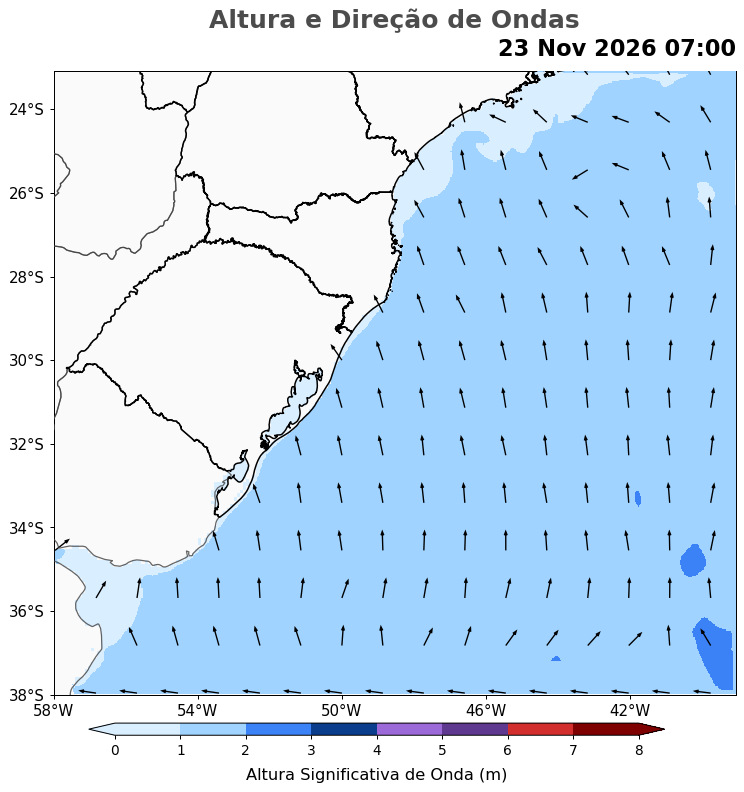 Altura e Direção de Ondas
23 Nov 2026 07:00
24°S
26°S
28°S
30°S
32°S
34°S
36°S
38°S
58°W 54°W 50°W 46°W 42°W
0 1 2 3 4 5 6 7 8
Altura Significativa de Onda (m)